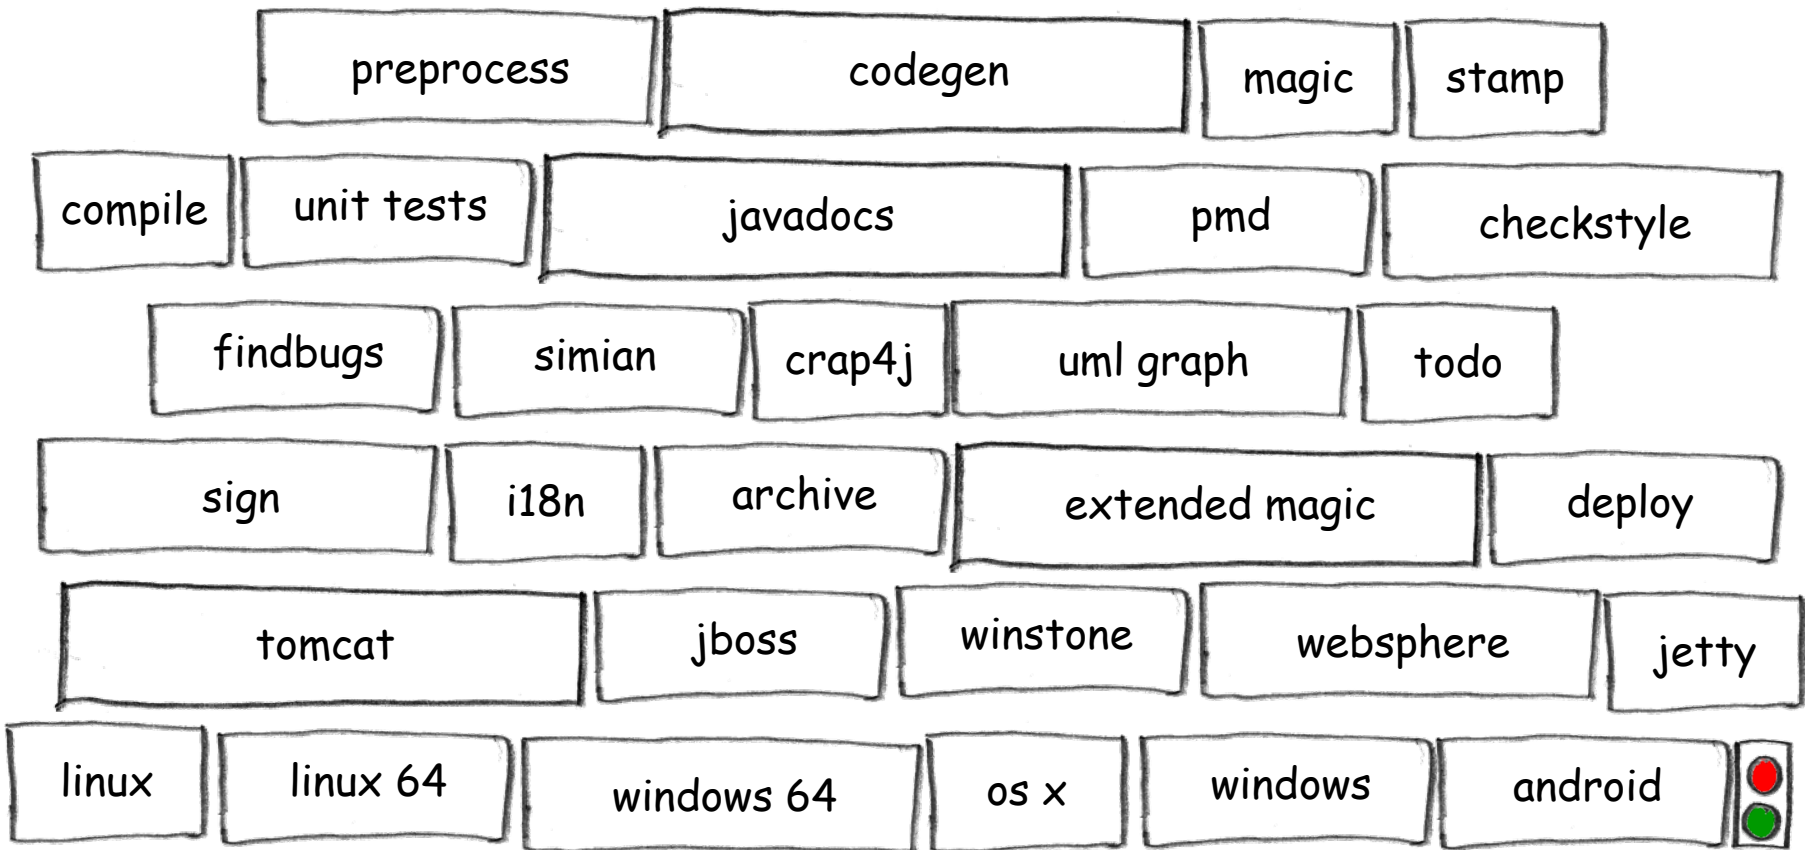 preprocess codegen magic stamp
compile unit tests javadocs pmd checkstyle
findbugs simian crap4j uml graph todo
sign i18n archive extended magic deploy
tomcat jboss winstone websphere jetty
linux linux 64 windows 64 os x windows android